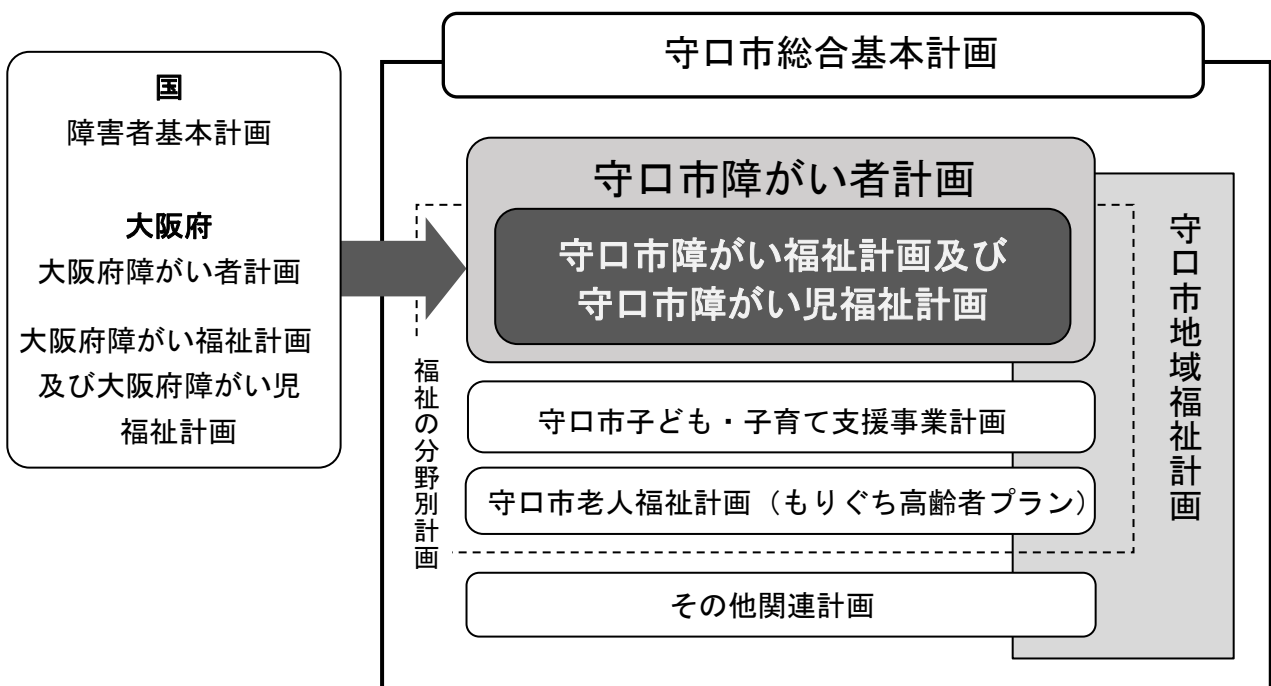 守口市総合基本計画
国
障害者基本計画
大阪府
大阪府障がい者計画
大阪府障がい福祉計画
及び大阪府障がい児
福祉計画
守口市障がい者計画
守口市障がい福祉計画及び
守口市障がい児福祉計画
福祉の分野別計画
守口市子ども・子育て支援事業計画
守口市老人福祉計画（もりぐち高齢者プラン）
その他関連計画
守口市地域福祉計画